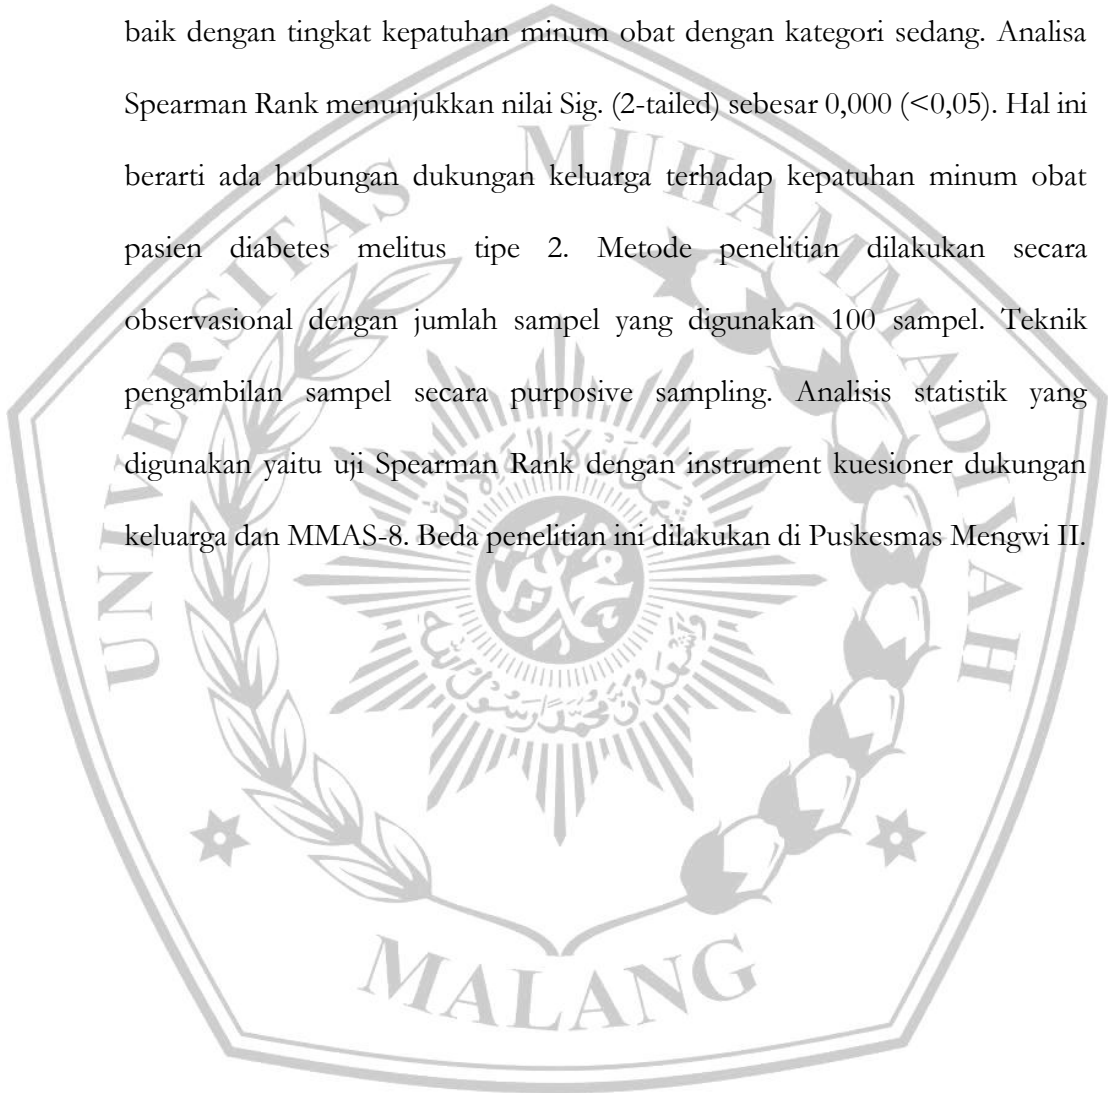 baik dengan tingkat kepatuhan minum obat dengan kategori sedang. Analisa
Spearman Rank menunjukkan nilai Sig. (2-tailed) sebesar 0,000 (<0,05). Hal ini
berarti ada hubungan dukungan keluarga terhadap kepatuhan minum obat
pasien diabetes melitus tipe 2. Metode penelitian dilakukan secara
observasional dengan jumlah sampel yang digunakan 100 sampel. Teknik
pengambilan sampel secara purposive sampling. Analisis statistik yang
digunakan yaitu uji Spearman Rank dengan instrument kuesioner dukungan
keluarga dan MMAS-8. Beda penelitian ini dilakukan di Puskesmas Mengwi II.
UNIVERSITAS MUHAMMADIYAH
MALANG